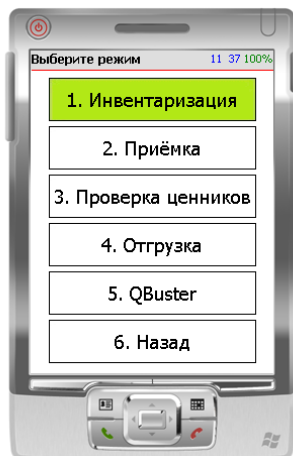 Выберите режим 11 37 100%
1. Инвентаризация
2. Приёмка
3. Проверка ценников
4. Отгрузка
5. QBuster
6. Назад